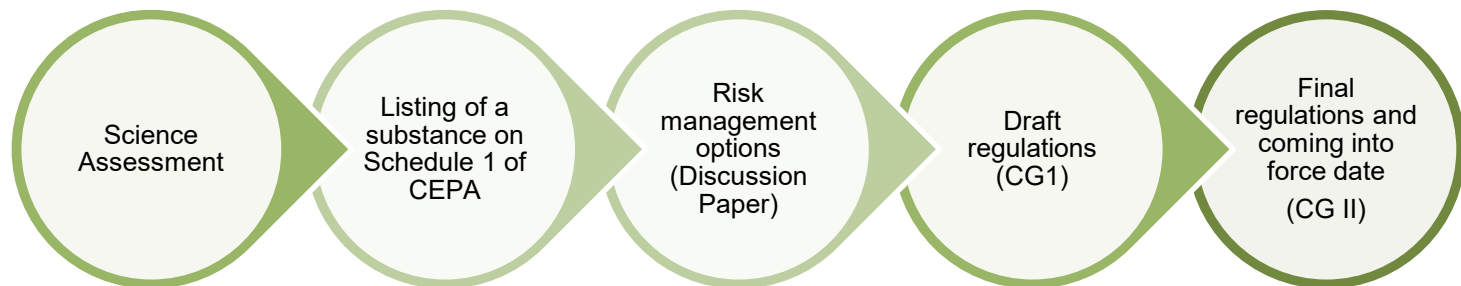 Science
Assessment
Listing of a
substance on
Schedule 1 of
CEPA
Risk
management
options
(Discussion
Paper)
Draft
regulations
(CG1)
Final
regulations and
coming into
force date
(CG II)